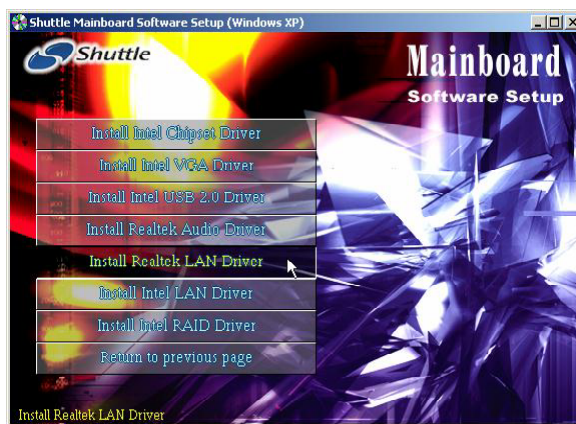 Shuttle Mainboard Software Setup (Windows XP)
Shuttle
Mainboard
Software Setup
Install Intel Chipset Driver
Install Intel VGA Driver
Install Intel USB 2.0 Driver
Install Realtek Audio Driver
Install Realtek LAN Driver
Install Intel LAN Driver
Install Intel RAID Driver
Return to previous page
Install Realtek LAN Driver